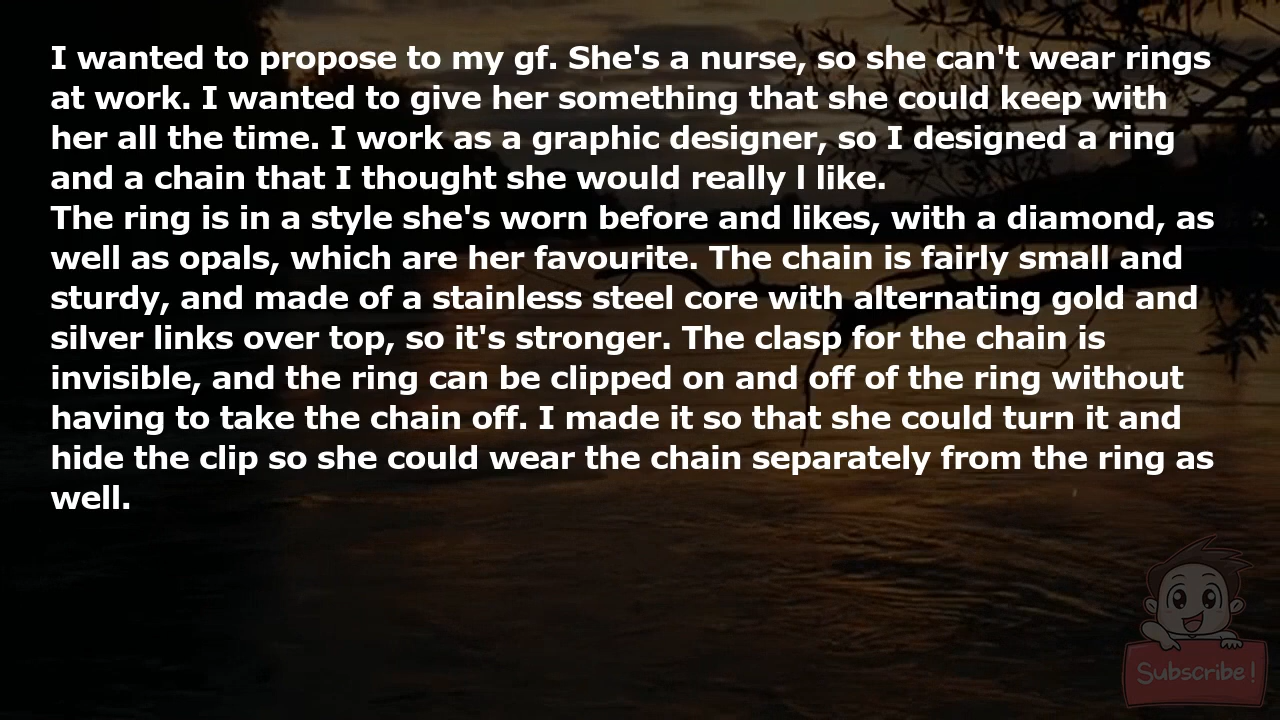 I wanted to propose to my gf. She's a nurse, so she can't wear rings
at work. I wanted to give her something that she could keep with
her all the time. I work as a graphic designer, so I designed a ring
and a chain that I thought she would really l like.
The ring is in a style she's worn before and likes, with a diamond, as
well as opals, which are her favourite. The chain is fairly small and
sturdy, and made of a stainless steel core with alternating gold and
silver links over top, so it's stronger. The clasp for the chain is
invisible, and the ring can be clipped on and off of the ring without
having to take the chain off. I made it so that she could turn it and
hide the clip so she could wear the chain separately from the ring as
well.
Subscribe!